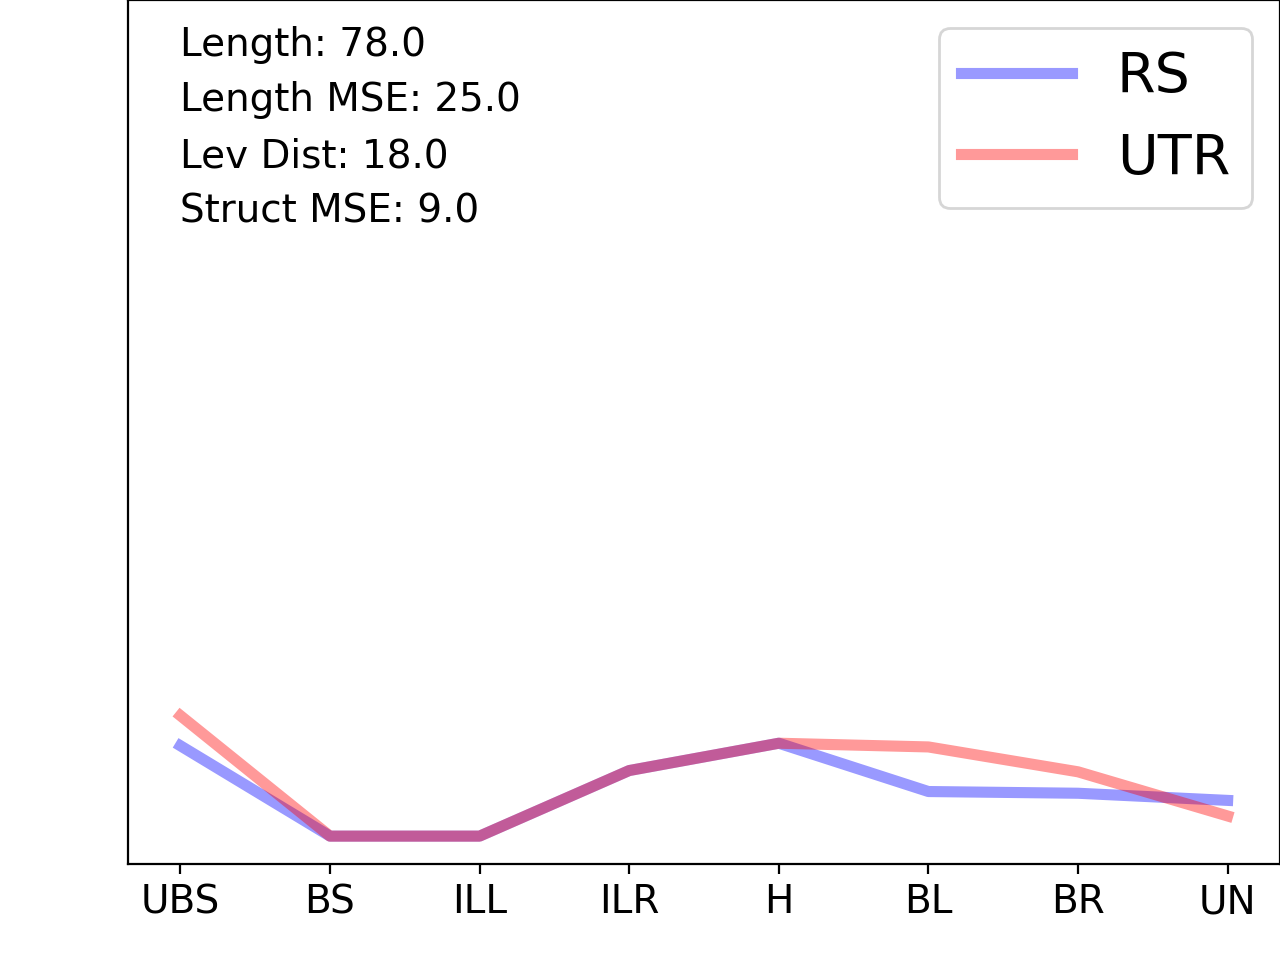 Length: 78.0
Length MSE: 25.0
Lev Dist: 18.0
Struct MSE: 9.0
RS
UTR
UBS BS ILL ILR H BL BR UN